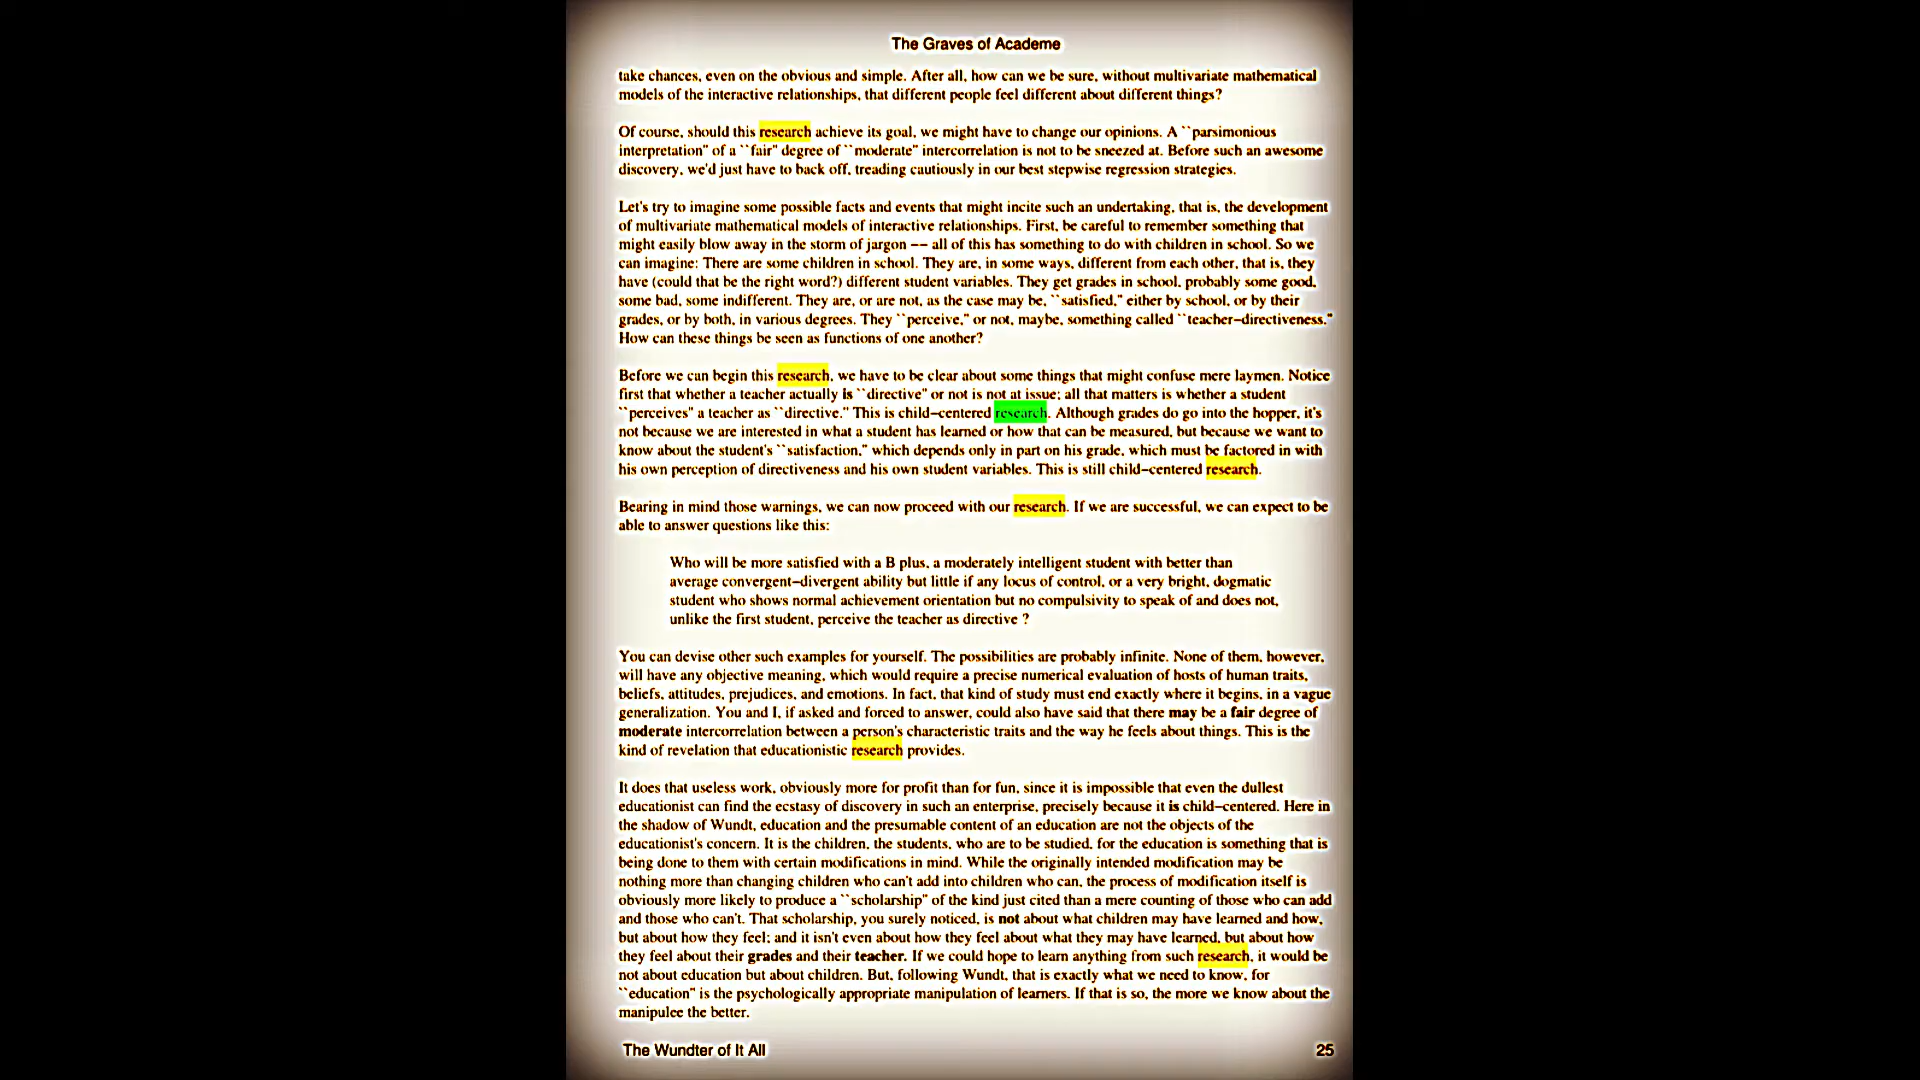 The Graves of Academe
take chances, even on the obvious and simple. After all, how can we be sure, without multivariate mathematical
models of the interactive relationships, that different people feel different about different things?
Of course, should this research achieve its goal, we might have to change our opinions. A ``parsimonious
interpretation" of a ``fair" degree of ``moderate" intercorrelation is not to be sneezed at. Before such an awesome
discovery, we'd just have to back off, treading cautiously in our best stepwise regression strategies.
Let's try to imagine some possible facts and events that might incite such an undertaking, that is, the development
of multivariate mathematical models of interactive relationships. First, be careful to remember something that
might easily blow away in the storm of jargon -- all of this has something to do with children in school. So we
can imagine: There are some children in school. They are, in some ways, different from each other, that is, they
have (could that be the right word?) different student variables. They get grades in school, probably some good,
some bad, some indifferent. They are, or are not, as the case may be, ``satisfied," either by school, or by their
grades, or by both, in various degrees. They ``perceive," or not, maybe, something called ``teacher-directiveness."
How can these things be seen as functions of one another?
Before we can begin this research, we have to be clear about some things that might confuse mere laymen. Notice
first that whether a teacher actually is ``directive" or not is not at issue; all that matters is whether a student
``perceives" a teacher as ``directive." This is child-centered research. Although grades do go into the hopper, it's
not because we are interested in what a student has learned or how that can be measured, but because we want to
know about the student's ``satisfaction," which depends only in part on his grade, which must be factored in with
his own perception of directiveness and his own student variables. This is still child-centered research.
Bearing in mind those warnings, we can now proceed with our research. If we are successful, we can expect to be
able to answer questions like this:
Who will be more satisfied with a B plus, a moderately intelligent student with better than
average convergent-divergent ability but little if any locus of control, or a very bright, dogmatic
student who shows normal achievement orientation but no compulsivity to speak of and does not,
unlike the first student, perceive the teacher as directive ?
You can devise other such examples for yourself. The possibilities are probably infinite. None of them, however,
will have any objective meaning, which would require a precise numerical evaluation of hosts of human traits,
beliefs, attitudes, prejudices, and emotions. In fact, that kind of study must end exactly where it begins, in a vague
generalization. You and I, if asked and forced to answer, could also have said that there may be a fair degree of
moderate intercorrelation between a person's characteristic traits and the way he feels about things. This is the
kind of revelation that educationistic research provides.
It does that useless work, obviously more for profit than for fun, since it is impossible that even the dullest
educationist can find the ecstasy of discovery in such an enterprise, precisely because it is child-centered. Here in
the shadow of Wundt, education and the presumable content of an education are not the objects of the
educationist's concern. It is the children, the students, who are to be studied, for the education is something that is
being done to them with certain modifications in mind. While the originally intended modification may be
nothing more than changing children who can't add into children who can, the process of modification itself is
obviously more likely to produce a ``scholarship" of the kind just cited than a mere counting of those who can add
and those who can't. That scholarship, you surely noticed, is not about what children may have learned and how,
but about how they feel; and it isn't even about how they feel about what they may have learned, but about how
they feel about their grades and their teacher. If we could hope to learn anything from such research, it would be
not about education but about children. But, following Wundt, that is exactly what we need to know, for
``education" is the psychologically appropriate manipulation of learners. If that is so, the more we know about the
manipulee the better.
The Wundter of It All
25